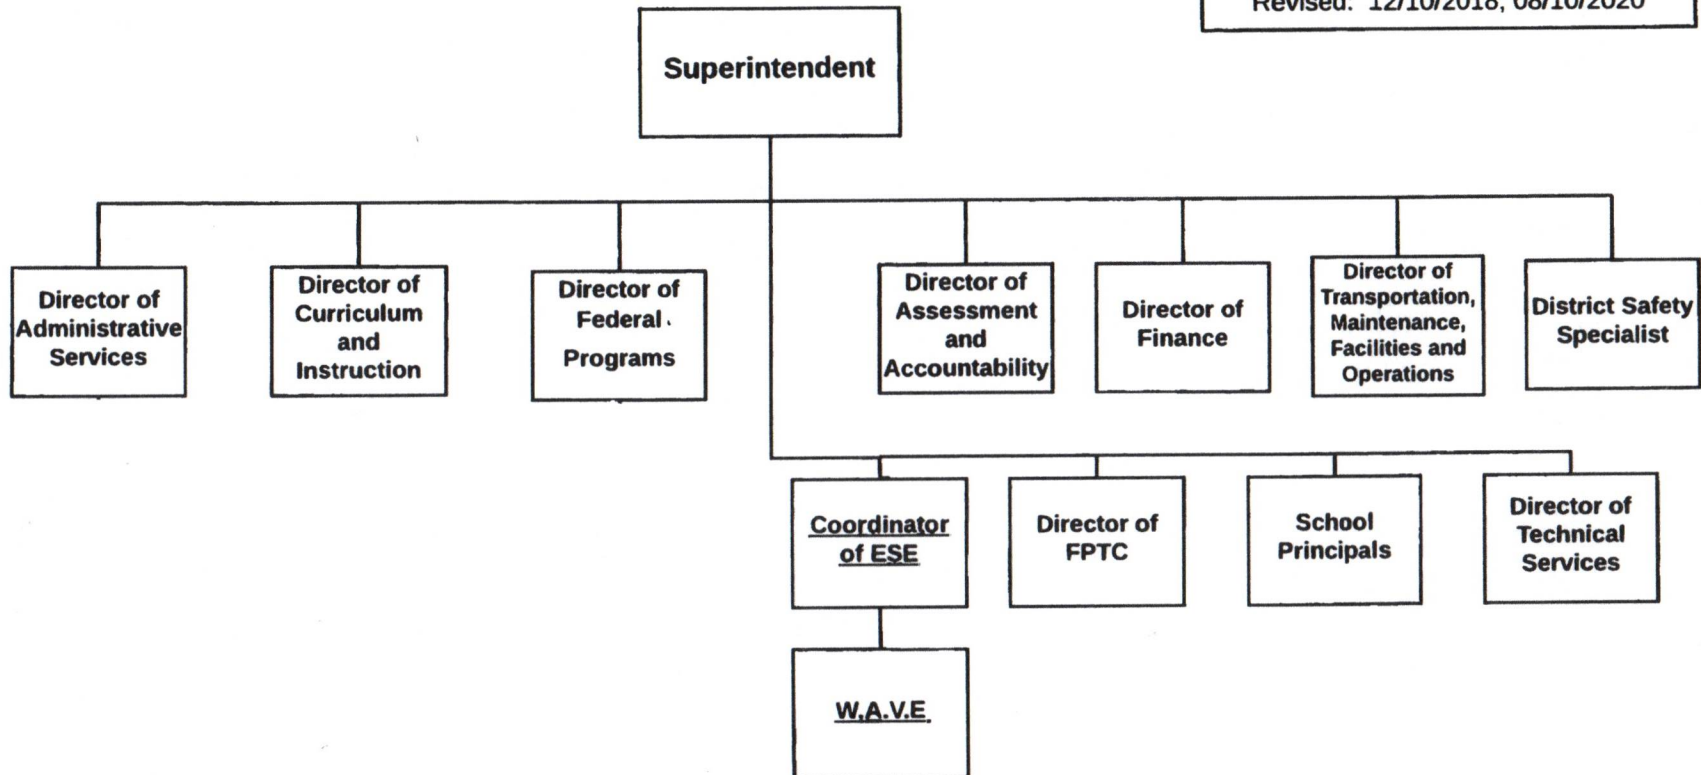 Revised: 12/10/2018, 08/10/2020
Superintendent
Director of
Administrative
Services
Director of
Curriculum
and
Instruction
Director of
Federal
Programs
Director of
Assessment
and
Accountability
Director of
Finance
Director of
Transportation,
Maintenance,
Facilities and
Operations
District Safety
Specialist
Coordinator
of ESE
Director of
FPTC
School
Principals
Director of
Technical
Services
W.A.V.E